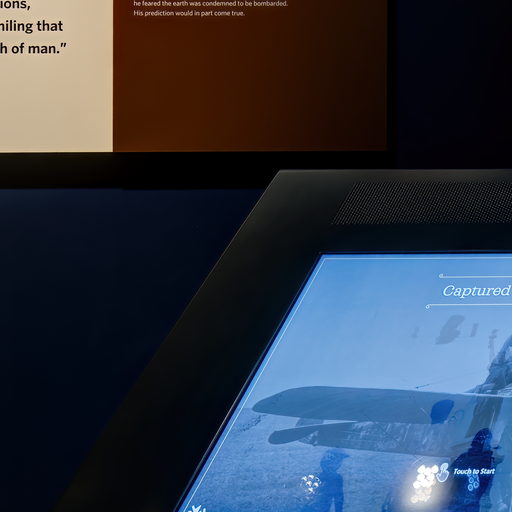 ions,
niling that
h of man.”
he feared the earth was condemned to be bombarded.
His prediction would in part come true.
Captured
Touch to Start